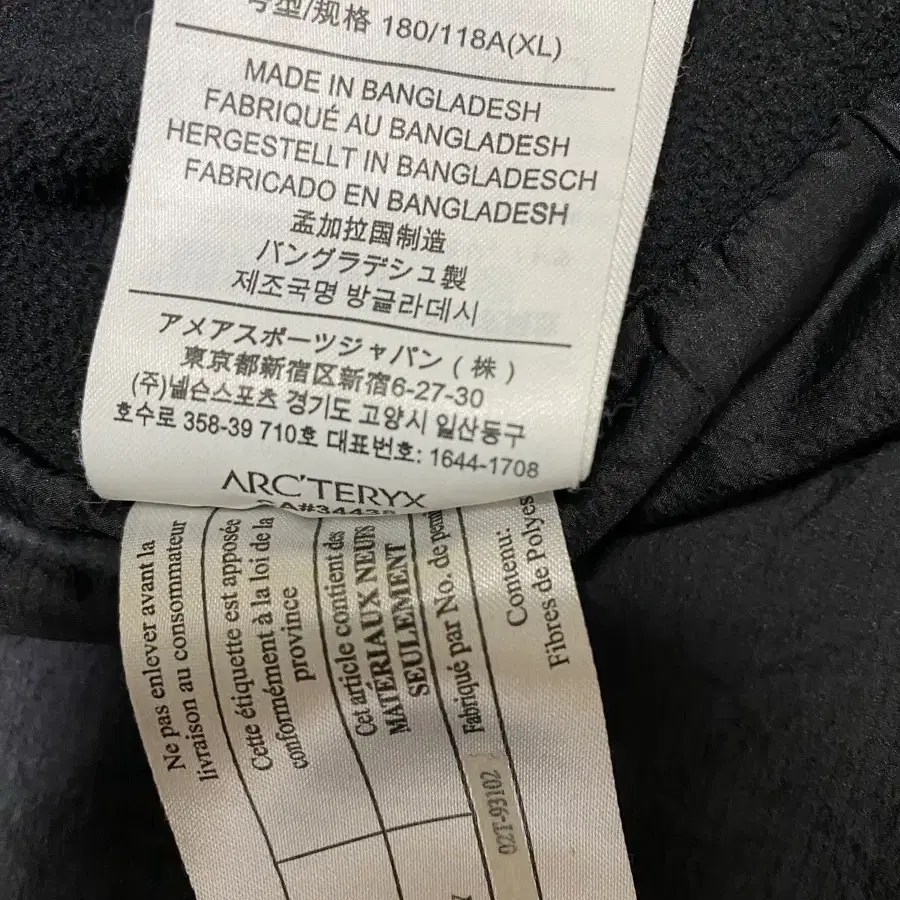 号型/规格 180/118A(XL)
MADE IN BANGLADESH
FABRIQUÉ AU BANGLADESH
HERGESTELLT IN BANGLADESCH
FABRICADO EN BANGLADESH
孟加拉国制造
バングラデシュ製
제조국명 방글라데시
アメアスポーツジャパン(株)
東京都新宿区新宿6-27-30
(주)넬슨스포츠 경기도 고양시 일산동구
호수로 358-39 710호 대표번호: 1644-1708
ARC'TERYX
CA#34438
Ne pas enlever avant la
livraison au consommateur
Cette étiquette est apposée
conformément à la loi de la
province
Cet article contient des
MATÉRIAUX NEUFS
SEULEMENT
Fabriqué par No. de permi
02T-93102
Contenu:
Fibres de Polyes